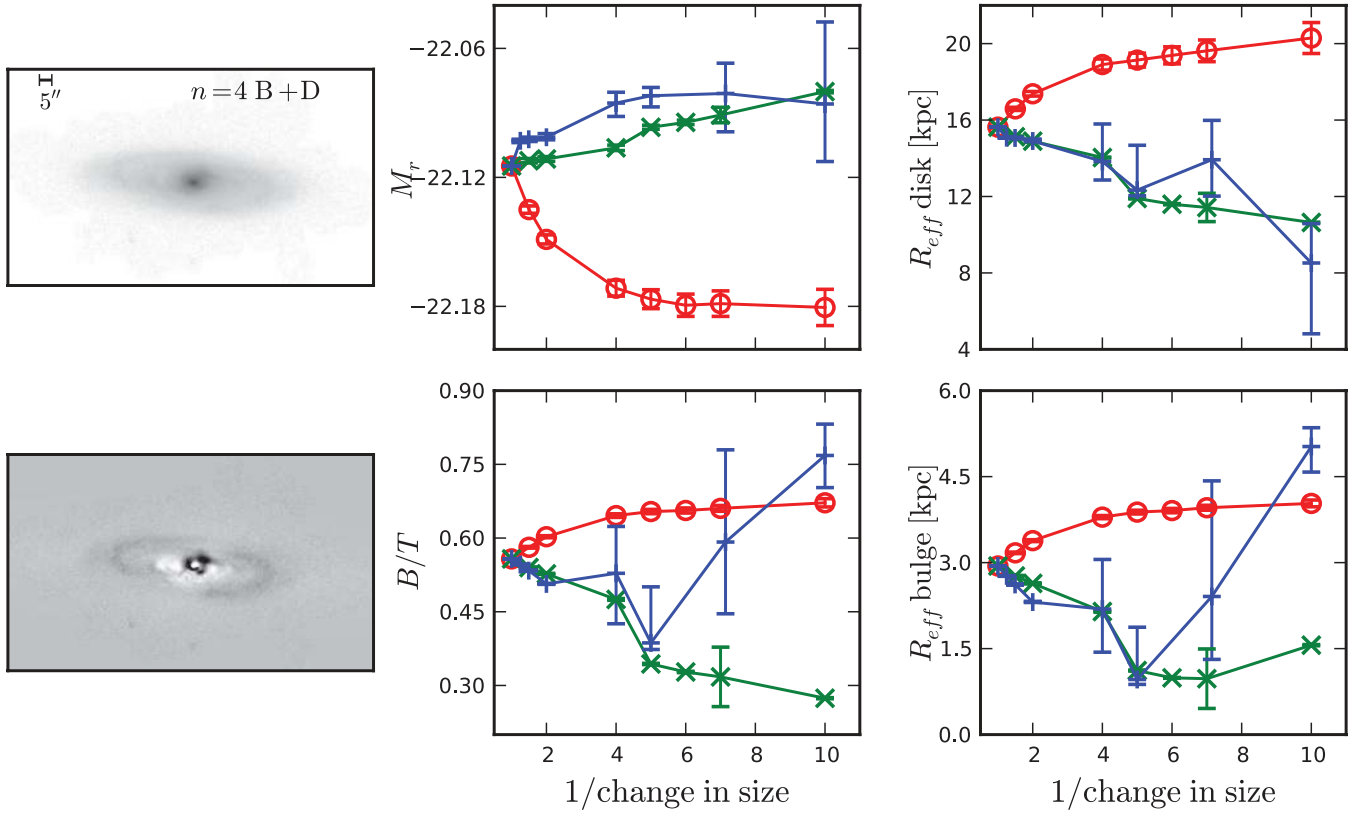 5″
n=4 B+D
−22.06
−22.12
−22.18
M_r
20
16
12
8
4
R_eff disk [kpc]
0.90
0.75
0.60
0.45
0.30
B/T
2 4 6 8 10
1/change in size
6.0
4.5
3.0
1.5
0.0
R_eff bulge [kpc]
2 4 6 8 10
1/change in size